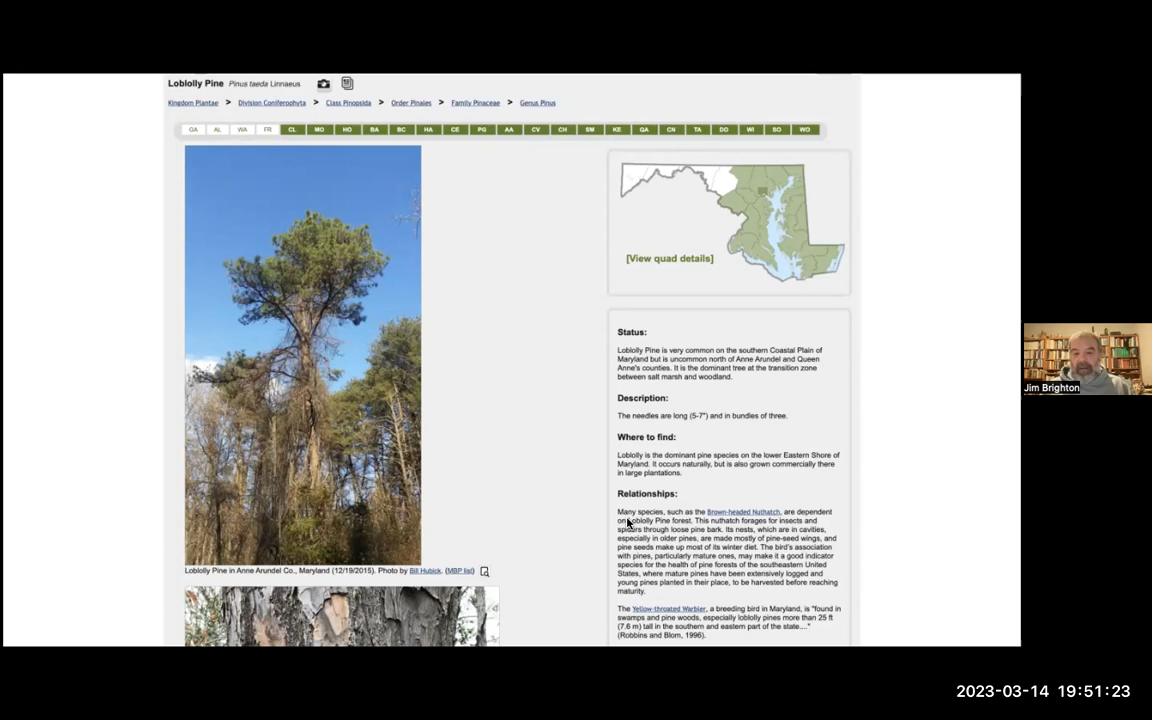 Loblolly Pine Pinus taeda Linnaeus
Kingdom Plantae > Division Coniferophyta > Class Pinopsida > Order Pinales > Family Pinaceae > Genus Pinus
GA AL WA FR CL MO HO BA BC HA CE PG AA CV CH SM KE QA CN TA DO WI SO WO
[View quad details]
Status:
Loblolly Pine is very common on the southern Coastal Plain of
Maryland but is uncommon north of Anne Arundel and Queen
Anne's counties. It is the dominant tree at the transition zone
between salt marsh and woodland.
Description:
The needles are long (5-7") and in bundles of three.
Where to find:
Loblolly is the dominant pine species on the lower Eastern Shore of
Maryland. It occurs naturally, but is also grown commercially there
in large plantations.
Relationships:
Many species, such as the Brown-headed Nuthatch, are dependent
on Loblolly Pine forest. This nuthatch forages for insects and
spiders through loose pine bark. Its nests, which are in cavities,
especially in older pines, are made mostly of pine-seed wings, and
pine seeds make up most of its winter diet. The bird's association
with pines, particularly mature ones, may make it a good indicator
species for the health of pine forests of the southeastern United
States, where mature pines have been extensively logged and
young pines planted in their place, to be harvested before reaching
maturity.
The Yellow-throated Warbler, a breeding bird in Maryland, is "found in
swamps and pine woods, especially loblolly pines more than 25 ft
(7.6 m) tall in the southern and eastern part of the state...."
(Robbins and Blom, 1996).
Loblolly Pine in Anne Arundel Co., Maryland (12/19/2015). Photo by Bill Hubick. (MBP list)
Jim Brighton
2023-03-14 19:51:23